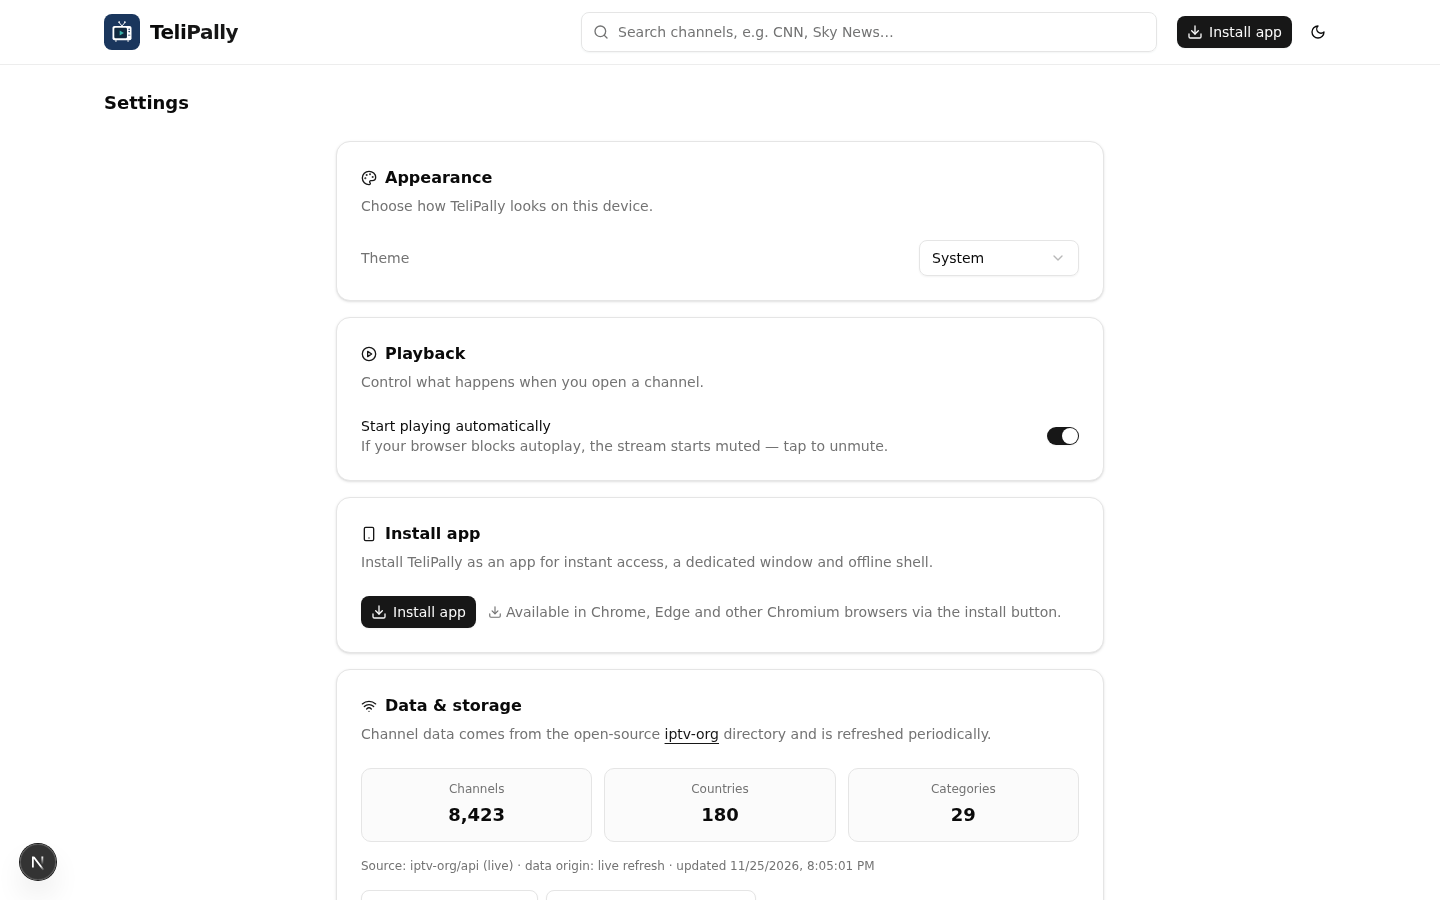 TeliPally
Search channels, e.g. CNN, Sky News...
Install app
Settings
Appearance
Choose how TeliPally looks on this device.
Theme
System
Playback
Control what happens when you open a channel.
Start playing automatically
If your browser blocks autoplay, the stream starts muted — tap to unmute.
Install app
Install TeliPally as an app for instant access, a dedicated window and offline shell.
Install app
Available in Chrome, Edge and other Chromium browsers via the install button.
Data & storage
Channel data comes from the open-source iptv-org directory and is refreshed periodically.
Channels
8,423
Countries
180
Categories
29
Source: iptv-org/api (live) · data origin: live refresh · updated 11/25/2026, 8:05:01 PM
N